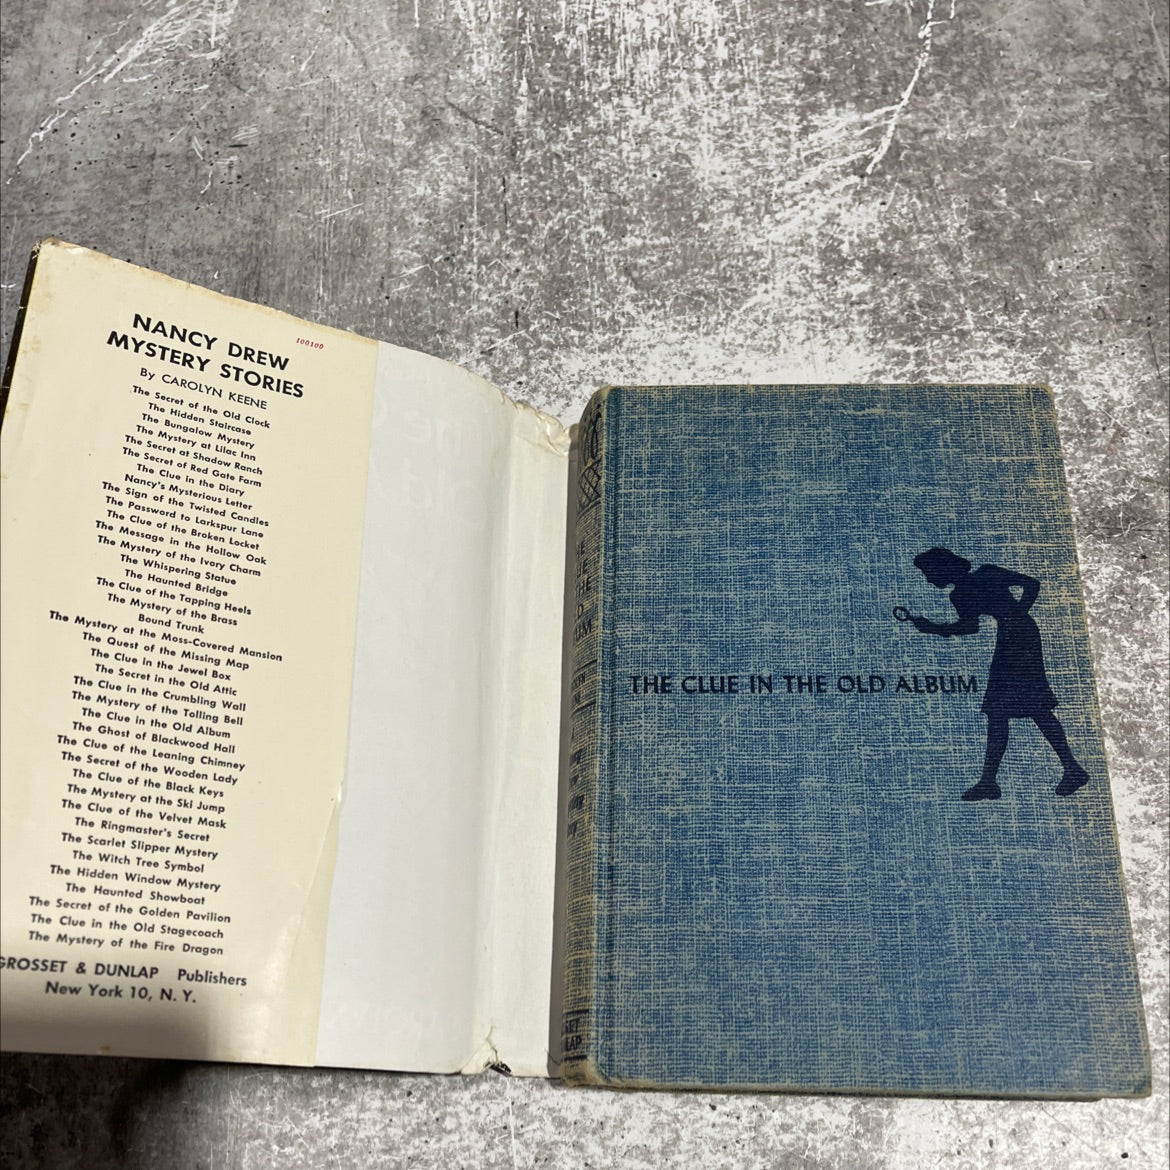 NANCY DREW
MYSTERY STORIES
100100
By CAROLYN KEENE
The Secret of the Old Clock
The Hidden Staircase
The Bungalow Mystery
The Mystery at Lilac Inn
The Secret at Shadow Ranch
The Secret of Red Gate Farm
The Clue in the Diary
Nancy's Mysterious Letter
The Sign of the Twisted Candles
The Password to Larkspur Lane
The Clue of the Broken Locket
The Message in the Hollow Oak
The Mystery of the Ivory Charm
The Whispering Statue
The Haunted Bridge
The Clue of the Tapping Heels
The Mystery of the Brass
Bound Trunk
The Mystery at the Moss-Covered Mansion
The Quest of the Missing Map
The Clue in the Jewel Box
The Secret in the Old Attic
The Clue in the Crumbling Wall
The Mystery of the Tolling Bell
The Clue in the Old Album
The Ghost of Blackwood Hall
The Clue of the Leaning Chimney
The Secret of the Wooden Lady
The Clue of the Black Keys
The Mystery at the Ski Jump
The Clue of the Velvet Mask
The Ringmaster's Secret
The Scarlet Slipper Mystery
The Witch Tree Symbol
The Hidden Window Mystery
The Haunted Showboat
The Secret of the Golden Pavilion
The Clue in the Old Stagecoach
The Mystery of the Fire Dragon
GROSSET & DUNLAP Publishers
New York 10, N. Y.
THE CLUE IN THE OLD ALBUM